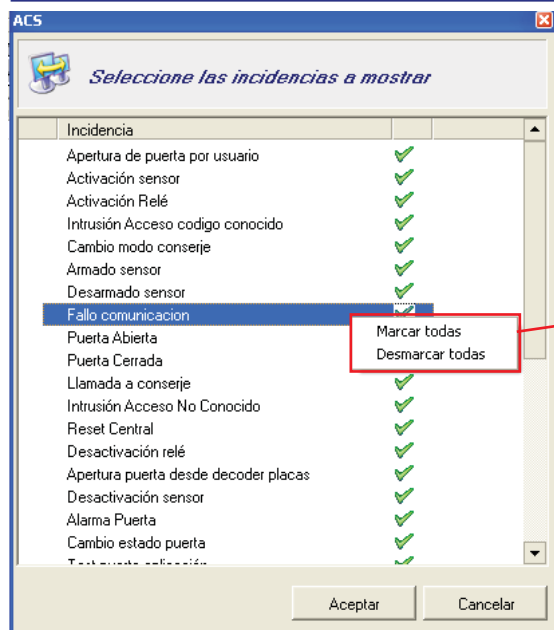 ACS
Seleccione las incidencias a mostrar
Incidencia
Apertura de puerta por usuario
Activación sensor
Activación Relé
Intrusión Acceso codigo conocido
Cambio modo conserje
Armado sensor
Desarmado sensor
Fallo comunicacion
Marcar todas
Puerta Abierta
Desmarcar todas
Puerta Cerrada
Llamada a conserje
Intrusión Acceso No Conocido
Reset Central
Desactivación relé
Apertura puerta desde decoder placas
Desactivación sensor
Alarma Puerta
Cambio estado puerta
Aceptar Cancelar